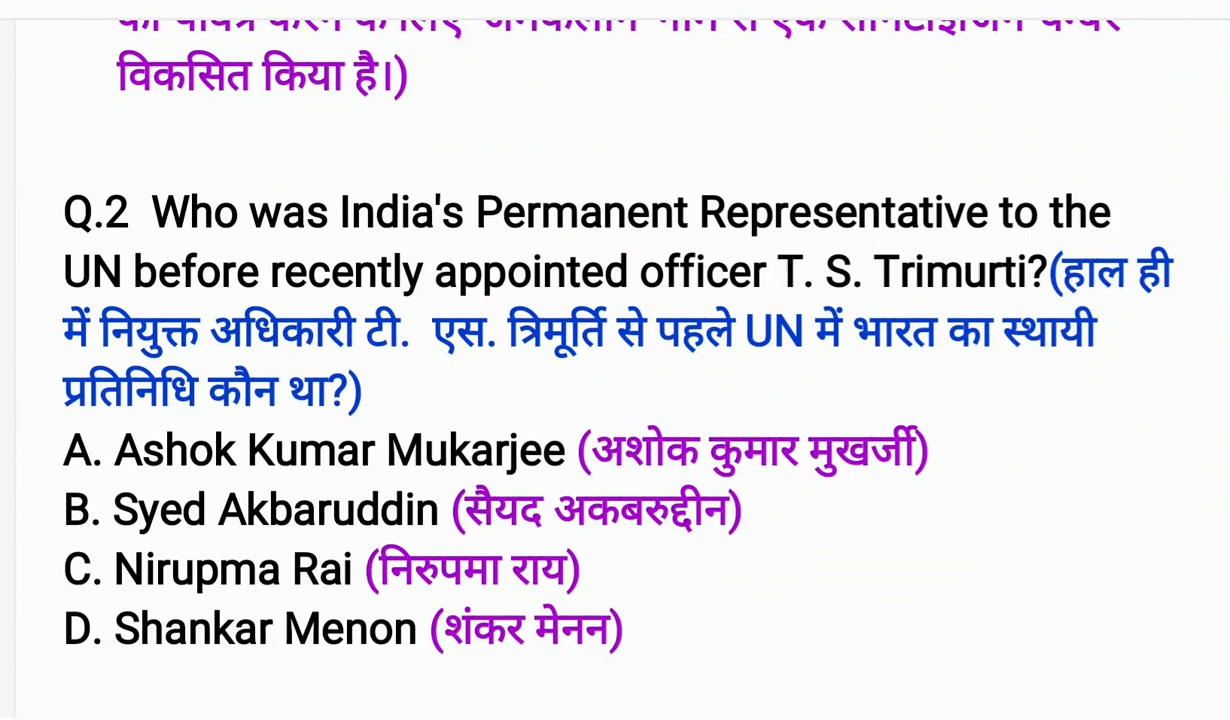 विकसित किया है।)
Q.2 Who was India's Permanent Representative to the
UN before recently appointed officer T. S. Trimurti?(हाल ही
में नियुक्त अधिकारी टी. एस. त्रिमूर्ति से पहले UN में भारत का स्थायी
प्रतिनिधि कौन था?)
A. Ashok Kumar Mukarjee (अशोक कुमार मुखर्जी)
B. Syed Akbaruddin (सैयद अकबरुद्दीन)
C. Nirupma Rai (निरुपमा राय)
D. Shankar Menon (शंकर मेनन)